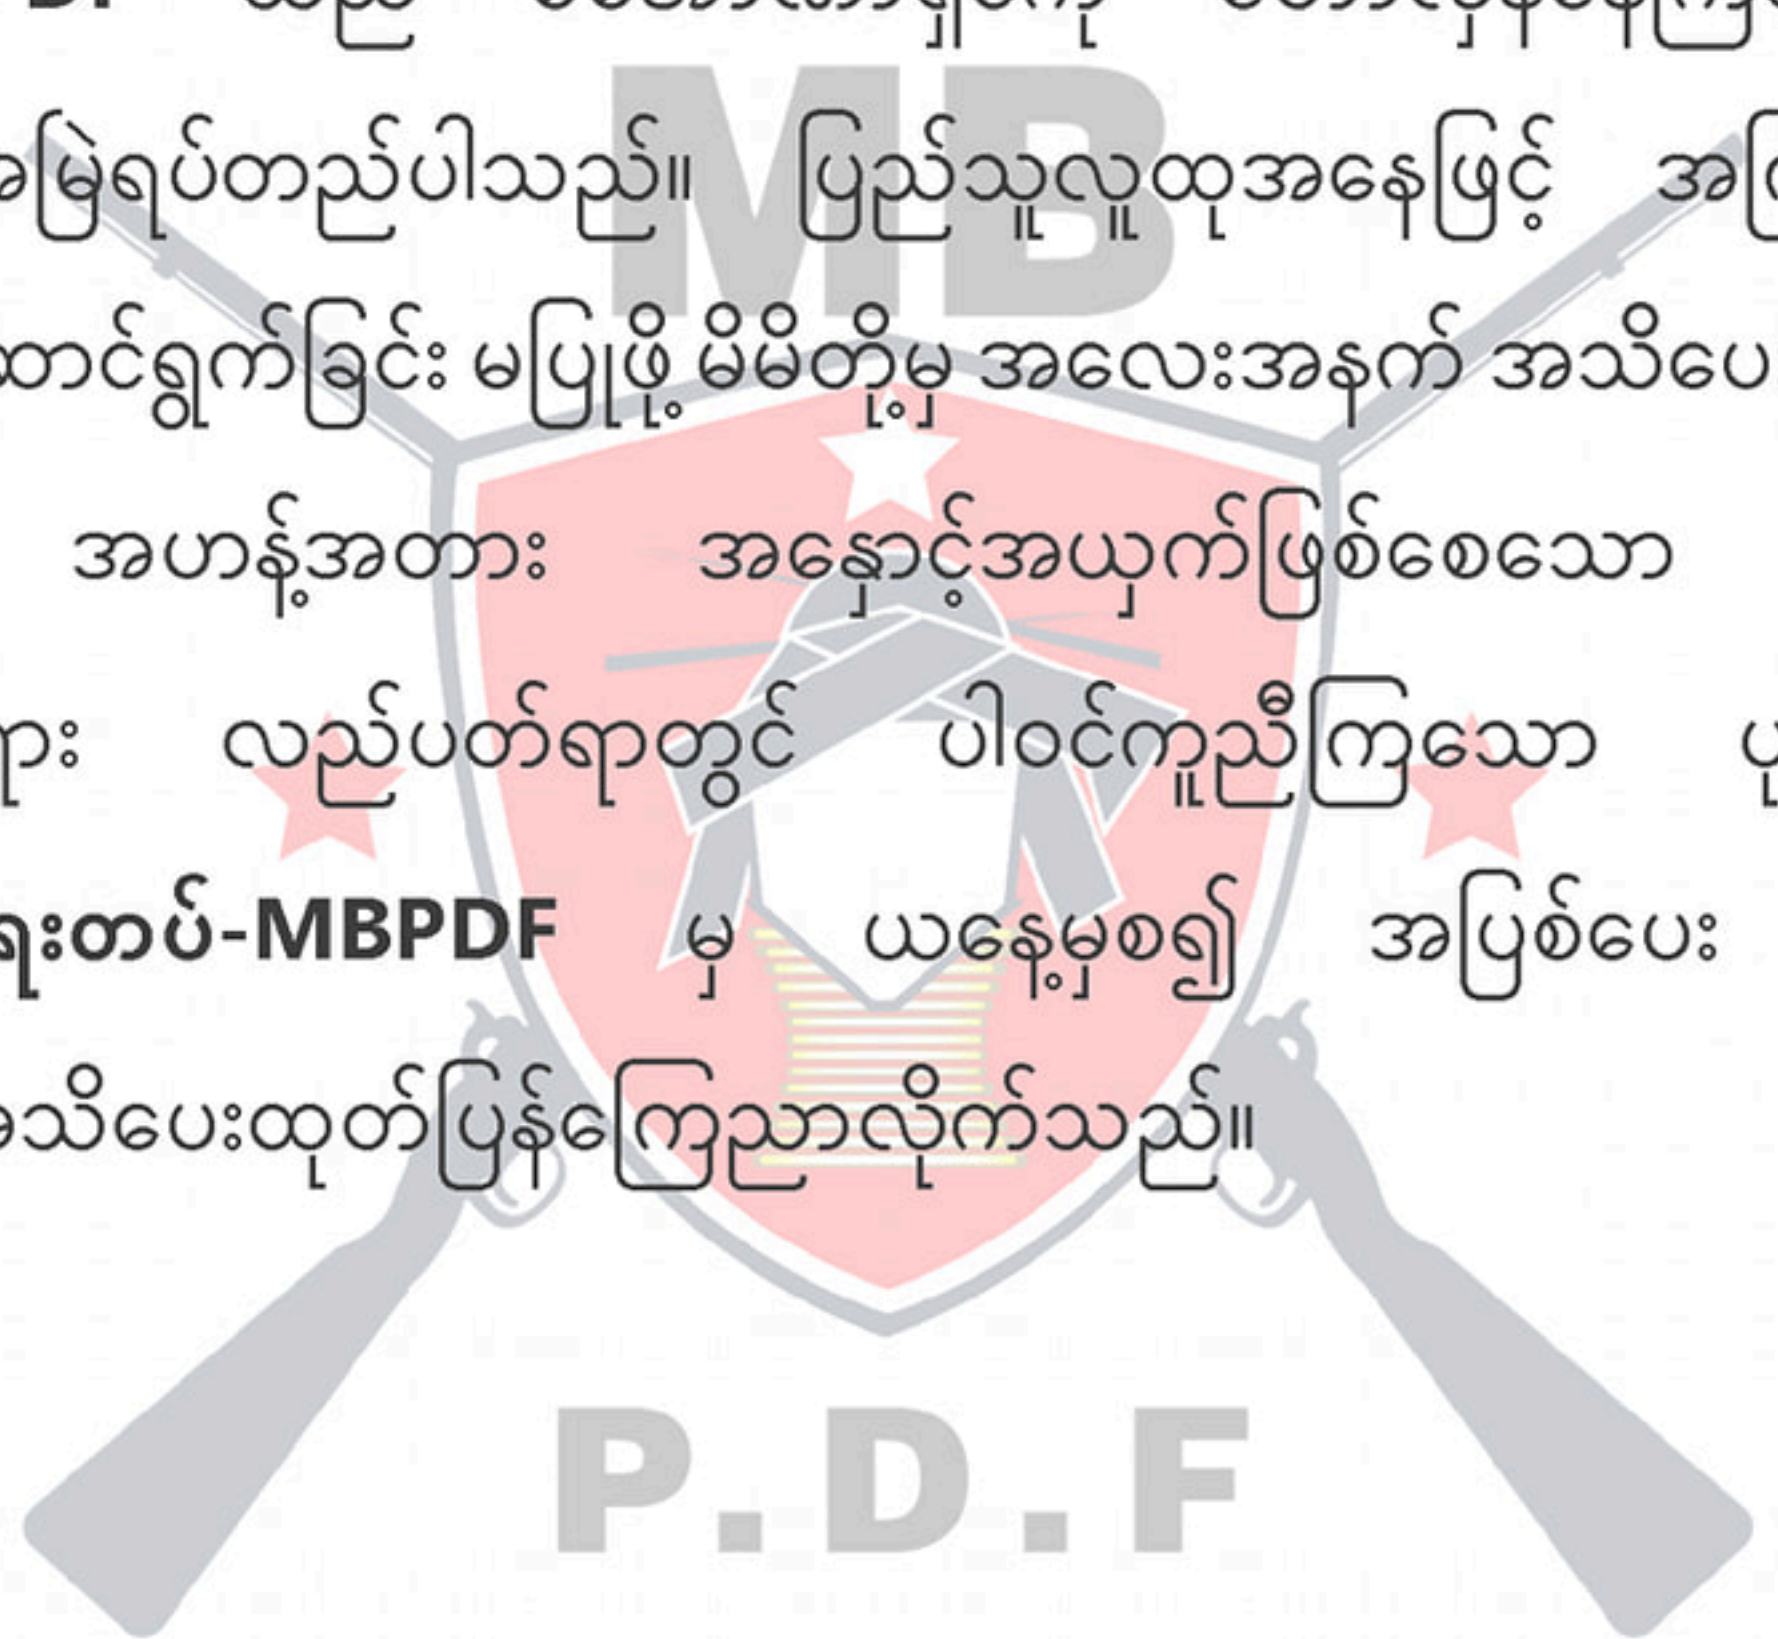 MB
အမြဲရပ်တည်ပါသည်။ ပြည်သူလူထုအနေဖြင့်
ဆောင်ရွက်ခြင်း မပြုဖို့ မိမိတို့မှ အလေးအနက် အသိပေ
အဟန့်အတား အနှောင့်အယှက်ဖြစ်စေသော
လည်ပတ်ရာတွင် ပါဝင်ကူညီကြသော
ရေးတပ်-MBPDF မှ ယနေ့မှစ၍ အပြစ်ပေး
အသိပေးထုတ်ပြန်ကြေညာလိုက်သည်။
P.D.F